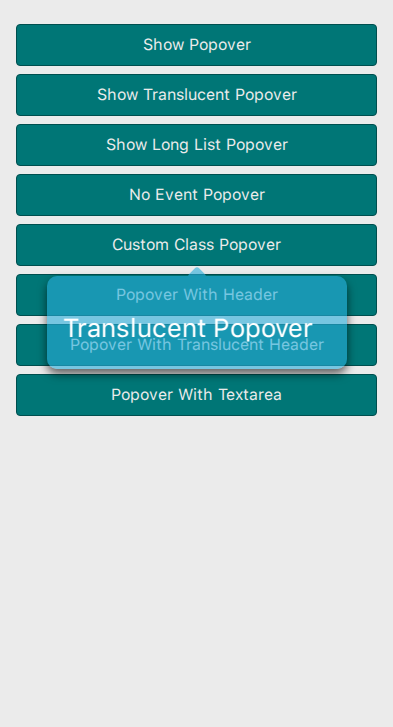 Show Popover
Show Translucent Popover
Show Long List Popover
No Event Popover
Custom Class Popover
Popover With Header
Translucent Popover
Popover With Translucent Header
Popover With Textarea